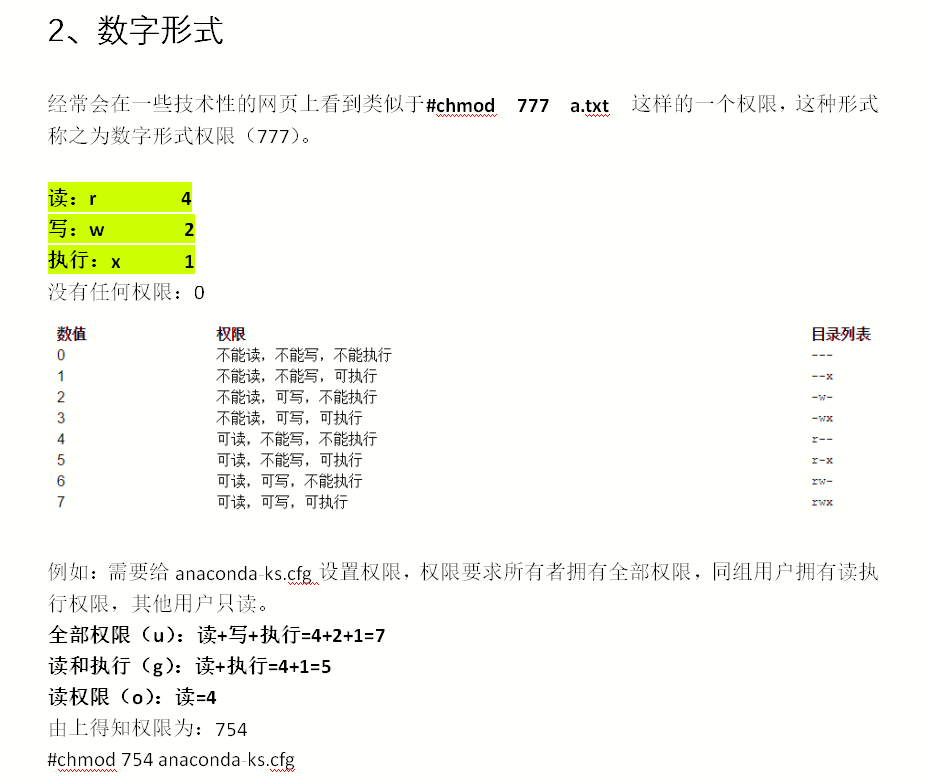 2、数字形式
经常会在一些技术性的网页上看到类似于#chmod 777 a.txt 这样的一个权限，这种形式
称之为数字形式权限（777）。
读：r 4
写：w 2
执行：x 1
没有任何权限：0
数值 权限 目录列表
0 不能读，不能写，不能执行 ---
1 不能读，不能写，可执行 --x
2 不能读，可写，不能执行 -w-
3 不能读，可写，可执行 -wx
4 可读，不能写，不能执行 r--
5 可读，不能写，可执行 r-x
6 可读，可写，不能执行 rw-
7 可读，可写，可执行 rwx
例如：需要给 anaconda-ks.cfg 设置权限，权限要求所有者拥有全部权限，同组用户拥有读执
行权限，其他用户只读。
全部权限（u）：读+写+执行=4+2+1=7
读和执行（g）：读+执行=4+1=5
读权限（o）：读=4
由上得知权限为：754
#chmod 754 anaconda-ks.cfg